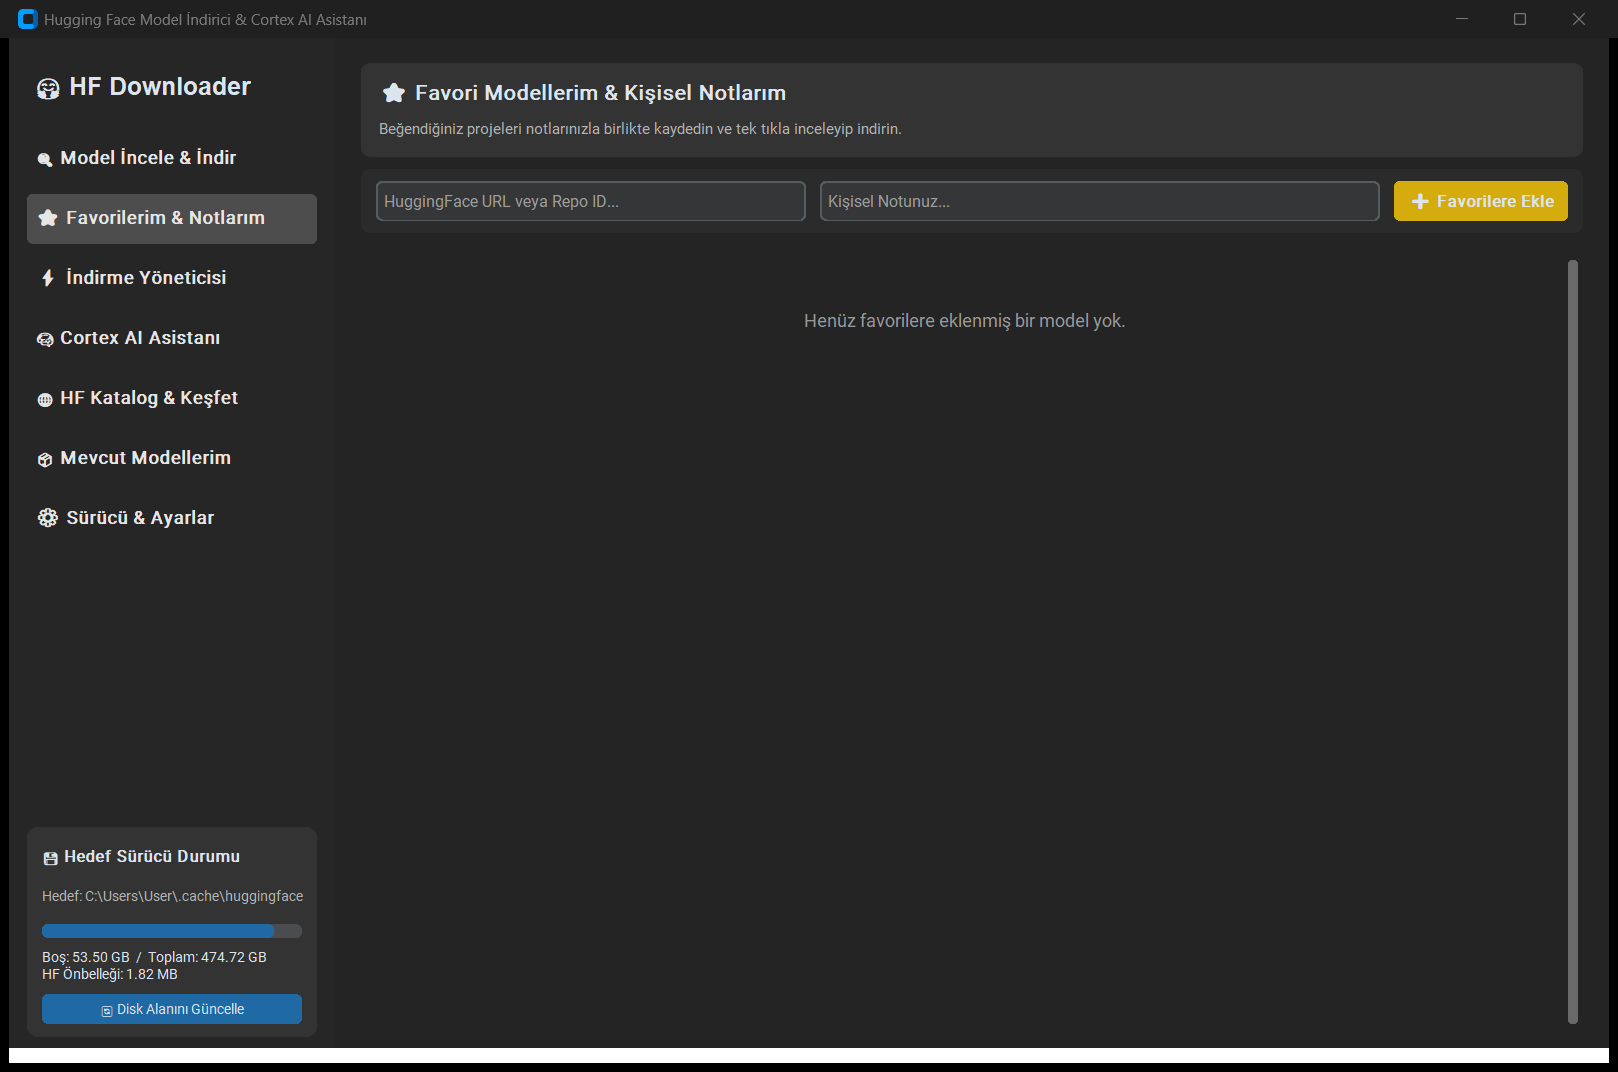 Hugging Face Model İndirici & Cortex AI Asistanı
HF Downloader
Model İncele & İndir
Favorilerim & Notlarım
İndirme Yöneticisi
Cortex AI Asistanı
HF Katalog & Keşfet
Mevcut Modellerim
Sürücü & Ayarlar
Hedef Sürücü Durumu
Hedef: C:\Users\User\.cache\huggingface
Boş: 53.50 GB / Toplam: 474.72 GB
HF Önbelleği: 1.82 MB
Disk Alanını Güncelle
Favori Modellerim & Kişisel Notlarım
Beğendiğiniz projeleri notlarınızla birlikte kaydedin ve tek tıkla inceleyip indirin.
HuggingFace URL veya Repo ID...
Kişisel Notunuz...
Favorilere Ekle
Henüz favorilere eklenmiş bir model yok.